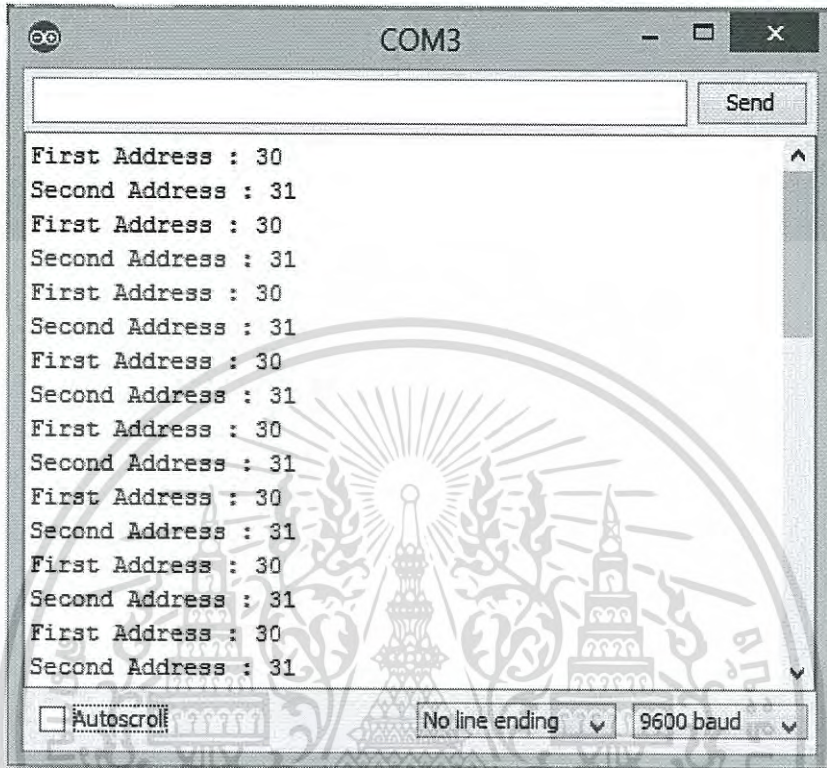 COM3
Send
First Address : 30
Second Address : 31
First Address : 30
Second Address : 31
First Address : 30
Second Address : 31
First Address : 30
Second Address : 31
First Address : 30
Second Address : 31
First Address : 30
Second Address : 31
First Address : 30
Second Address : 31
First Address : 30
Second Address : 31
Autoscroll No line ending 9600 baud